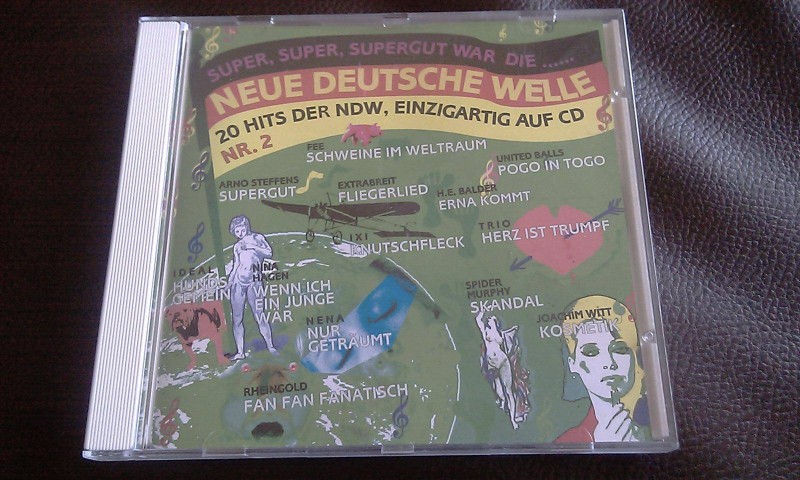 SUPER, SUPER, SUPERGUT WAR DIE ......
NEUE DEUTSCHE WELLE
20 HITS DER NDW, EINZIGARTIG AUF CD
NR. 2
FEE
SCHWEINE IM WELTRAUM
UNITED BALLS
POGO IN TOGO
ARNO STEFFENS
SUPERGUT
EXTRABREIT
FLIEGERLIED
H.E. BALDER
ERNA KOMMT
IXI
KNUTSCHFLECK
TRIO
HERZ IST TRUMPF
IDEAL
HUNDS
GEMEIN
NINA
HAGEN
WENN ICH
EIN JUNGE
WAR
SPIDER
MURPHY
SKANDAL
JOACHIM WITT
KOSMETIK
NENA
NUR
GETRÄUMT
RHEINGOLD
FAN FAN FANATISCH